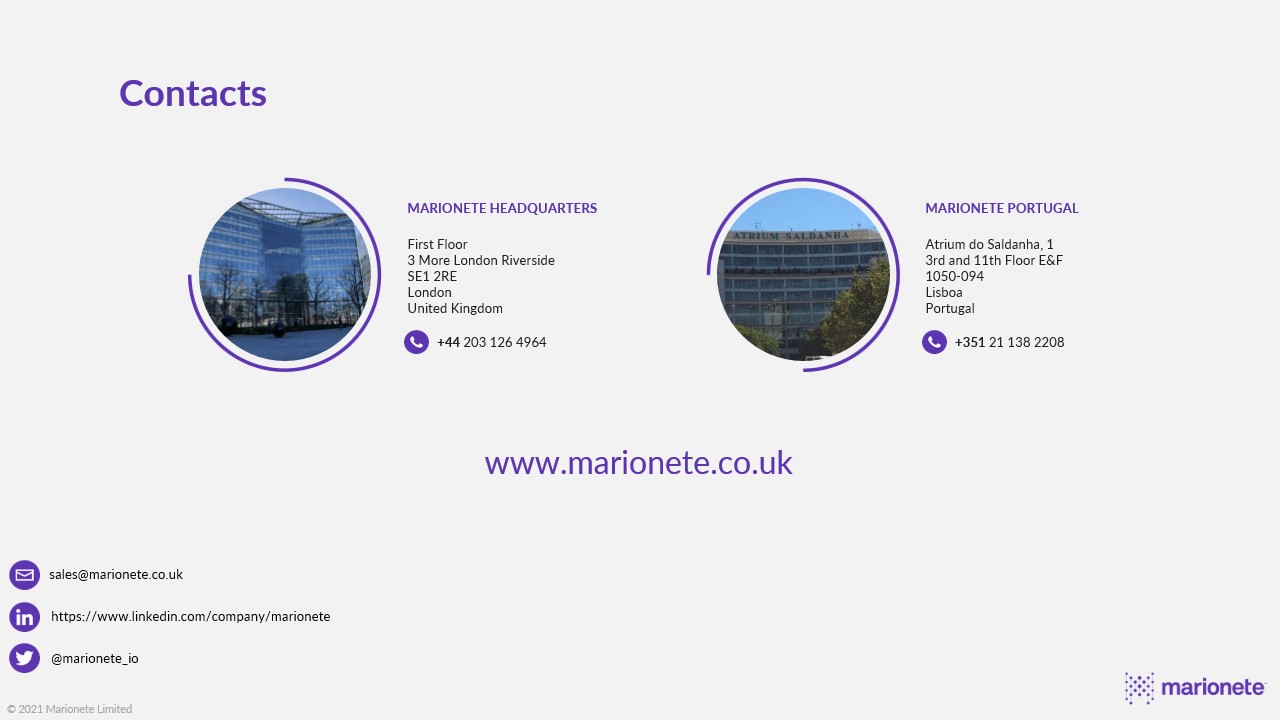 Contacts
MARIONETE HEADQUARTERS
First Floor
3 More London Riverside
SE1 2RE
London
United Kingdom
+44 203 126 4964
ATRIUM SALDANHA
MARIONETE PORTUGAL
Atrium do Saldanha, 1
3rd and 11th Floor E&F
1050-094
Lisboa
Portugal
+351 21 138 2208
www.marionete.co.uk
sales@marionete.co.uk
in
https://www.linkedin.com/company/marionete
@marionete_io
© 2021 Marionete Limited
marionete